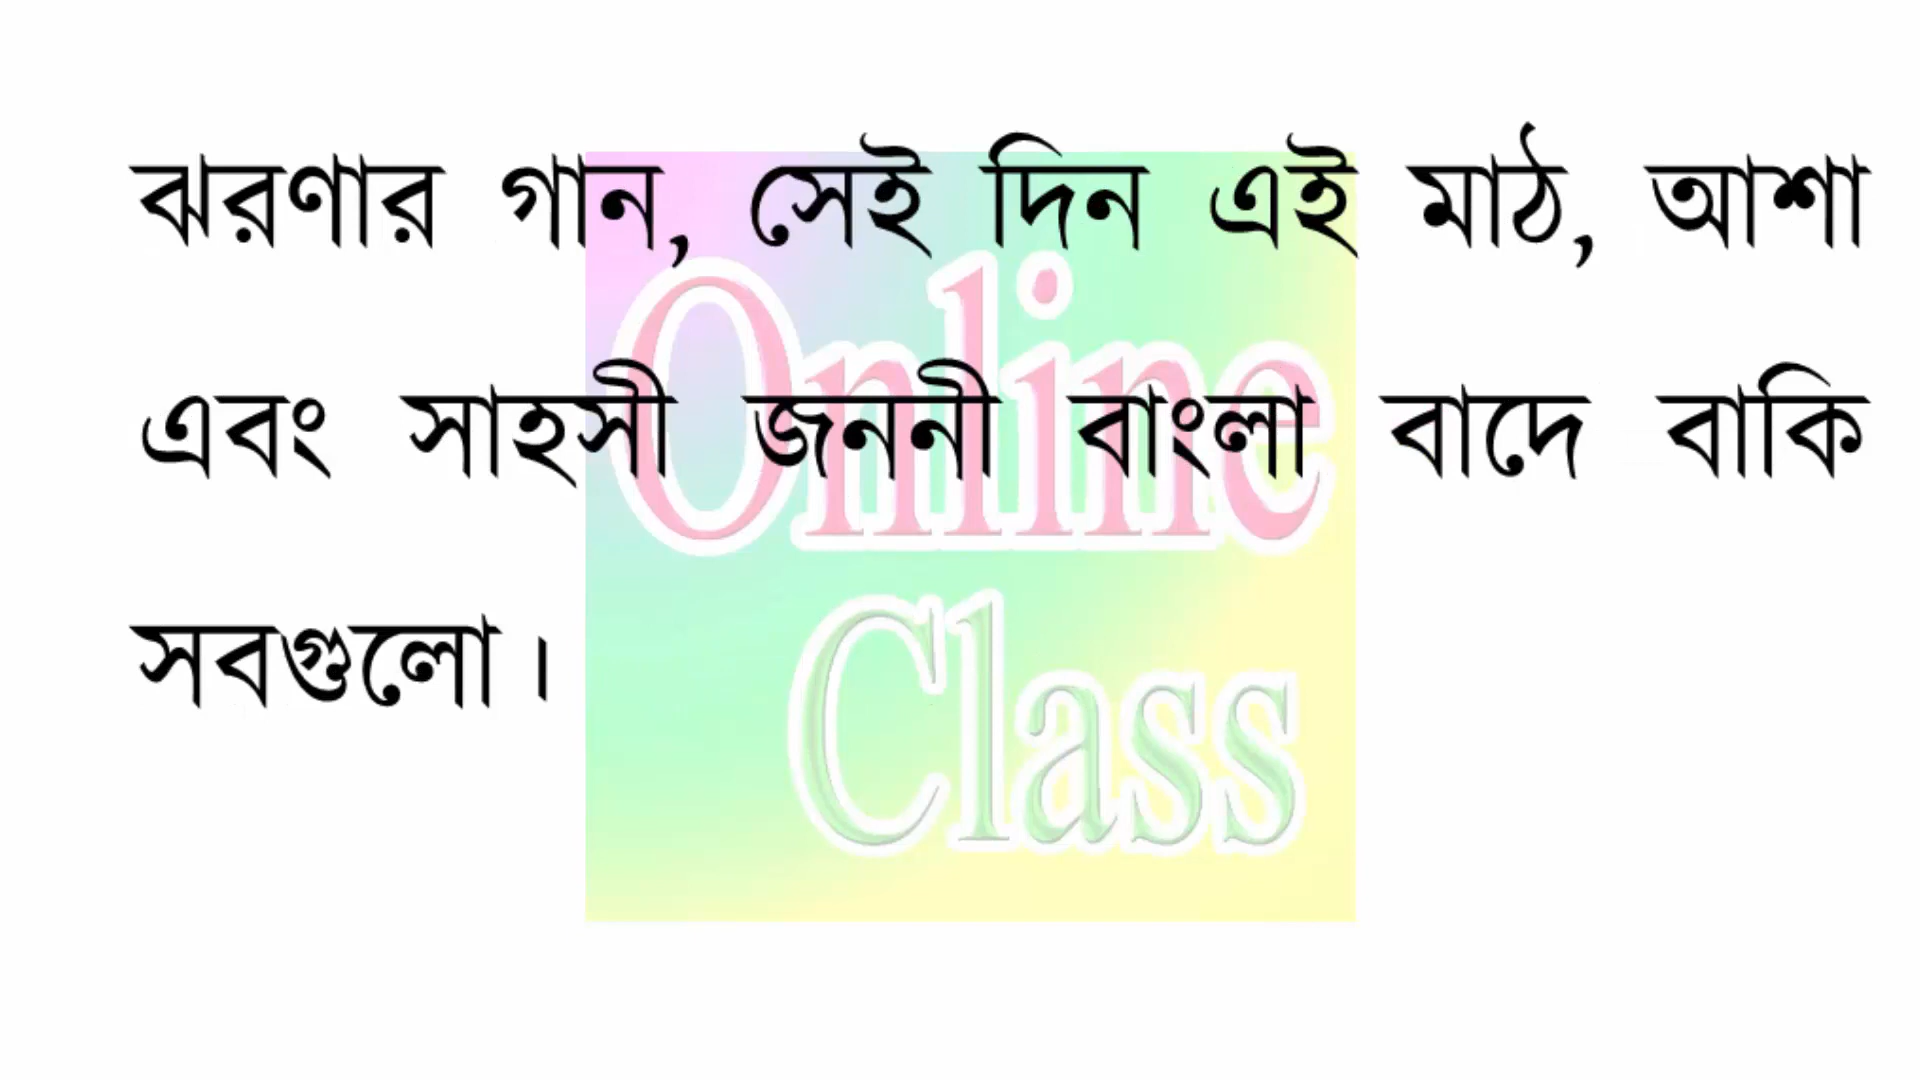 ঝরণার গান, সেই দিন এই মাঠ, আশা
এবং সাহসী জননী বাংলা বাদে বাকি
সবগুলো।
Online
Class